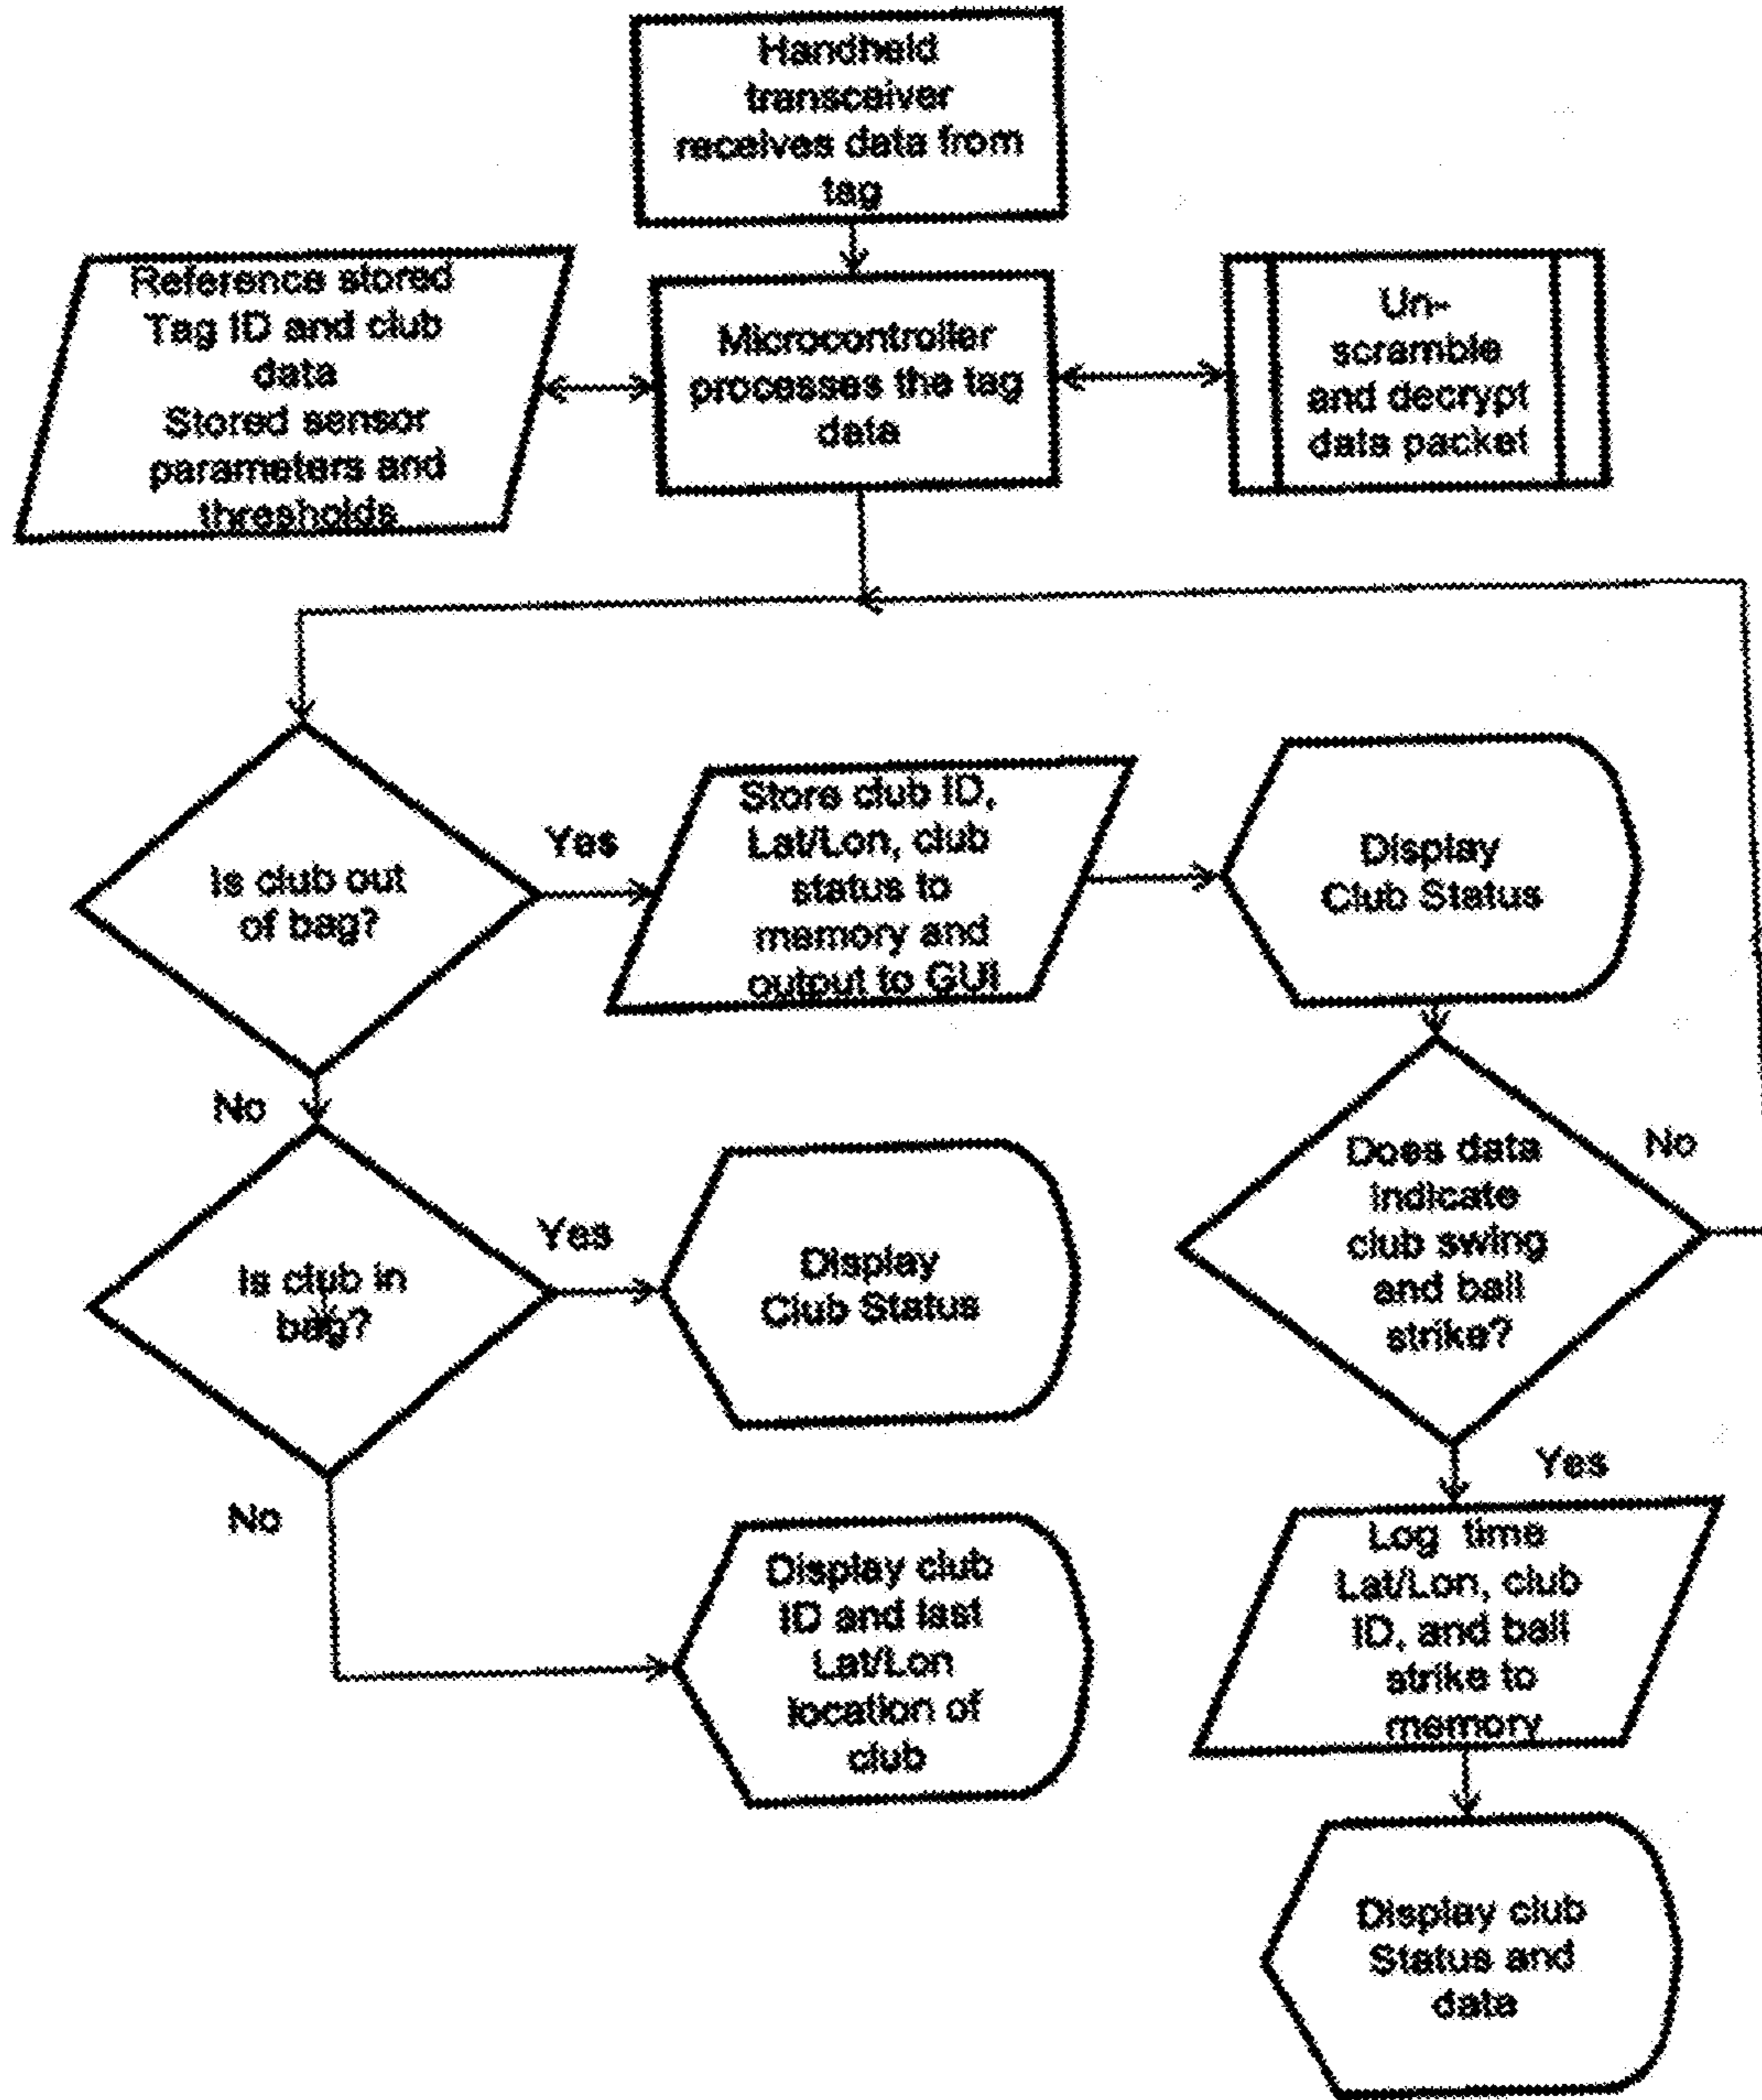 Handheld
transceiver
receives data from
tag
Reference stored
Tag ID and club
data
Stored sensor
parameters and
thresholds
Microcontroller
processes the tag
data
Un-
scramble
and decrypt
data packet
Is club out
of bag?
Yes
Store club ID,
Lat/Lon, club
status to
memory and
output to GUI
Display
Club Status
No
Is club in
bag?
Yes
Display
Club Status
Does data
indicate
club swing
and ball
strike?
No
No
Display club
ID and last
Lat/Lon
location of
club
Yes
Log time
Lat/Lon, club
ID, and ball
strike to
memory
Display club
Status and
data